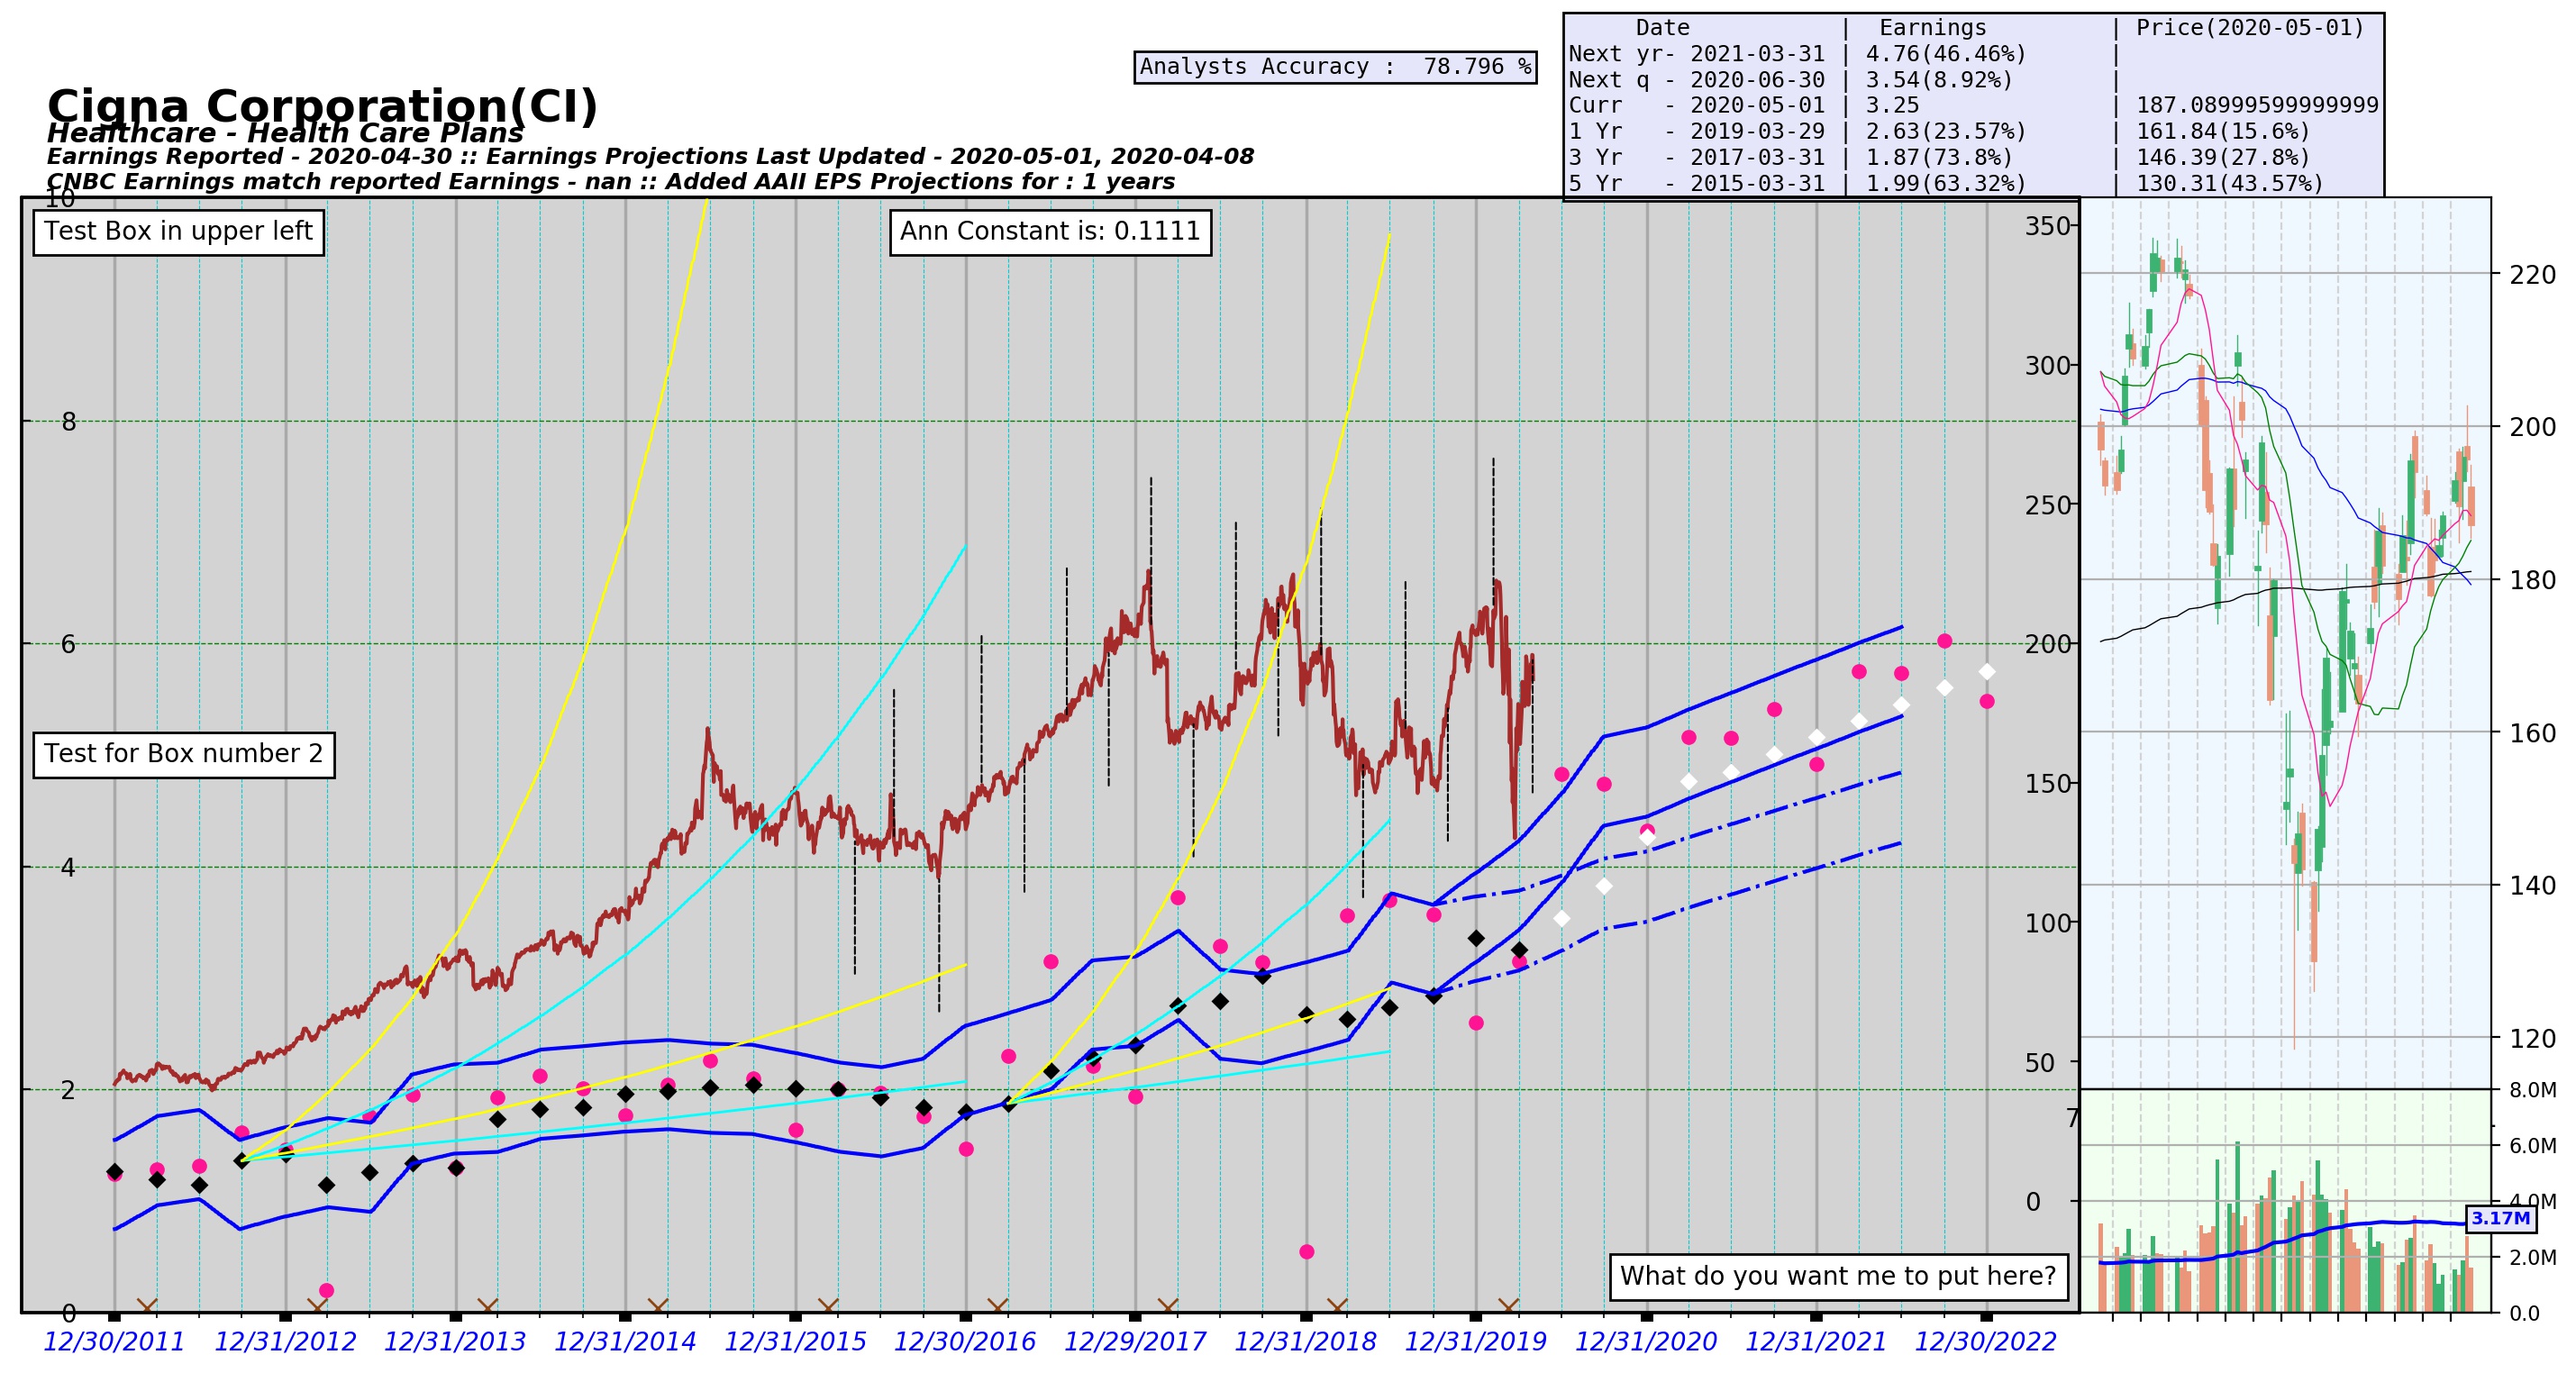 Date | Earnings | Price(2020-05-01)
Next yr- 2021-03-31 | 4.76(46.46%) |
Next q - 2020-06-30 | 3.54(8.92%) |
Curr - 2020-05-01 | 3.25 | 187.08999599999999
1 Yr - 2019-03-29 | 2.63(23.57%) | 161.84(15.6%)
3 Yr - 2017-03-31 | 1.87(73.8%) | 146.39(27.8%)
5 Yr - 2015-03-31 | 1.99(63.32%) | 130.31(43.57%)
Analysts Accuracy : 78.796 %
Cigna Corporation(CI)
Healthcare - Health Care Plans
Earnings Reported - 2020-04-30 :: Earnings Projections Last Updated - 2020-05-01, 2020-04-08
CNBC Earnings match reported Earnings - nan :: Added AAII EPS Projections for : 1 years
10
8
6
4
2
0
Test Box in upper left
Ann Constant is: 0.1111
Test for Box number 2
What do you want me to put here?
350
300
250
200
150
100
50
0
7
220
200
180
160
140
120
8.0M
6.0M
4.0M
3.17M
2.0M
0.0
12/30/2011 12/31/2012 12/31/2013 12/31/2014 12/31/2015 12/30/2016 12/29/2017 12/31/2018 12/31/2019 12/31/2020 12/31/2021 12/30/2022